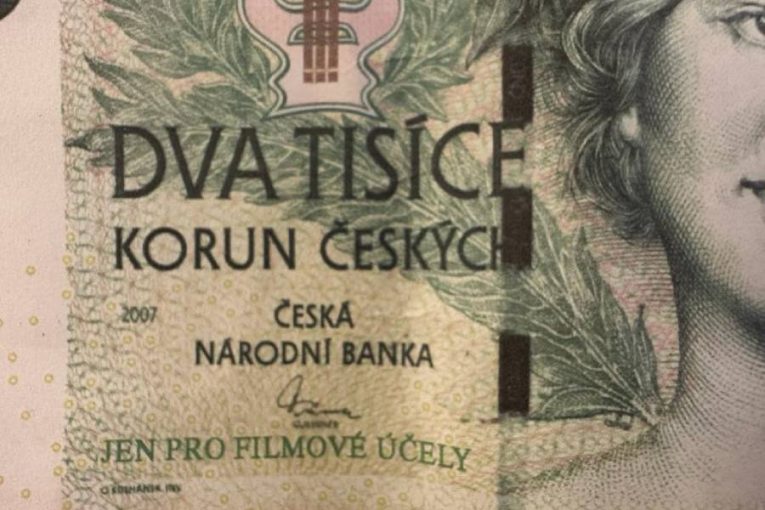 DVA TISÍCE
KORUN ČESKÝCH
2007
ČESKÁ
NÁRODNÍ BANKA
JEN PRO FILMOVÉ ÚČELY